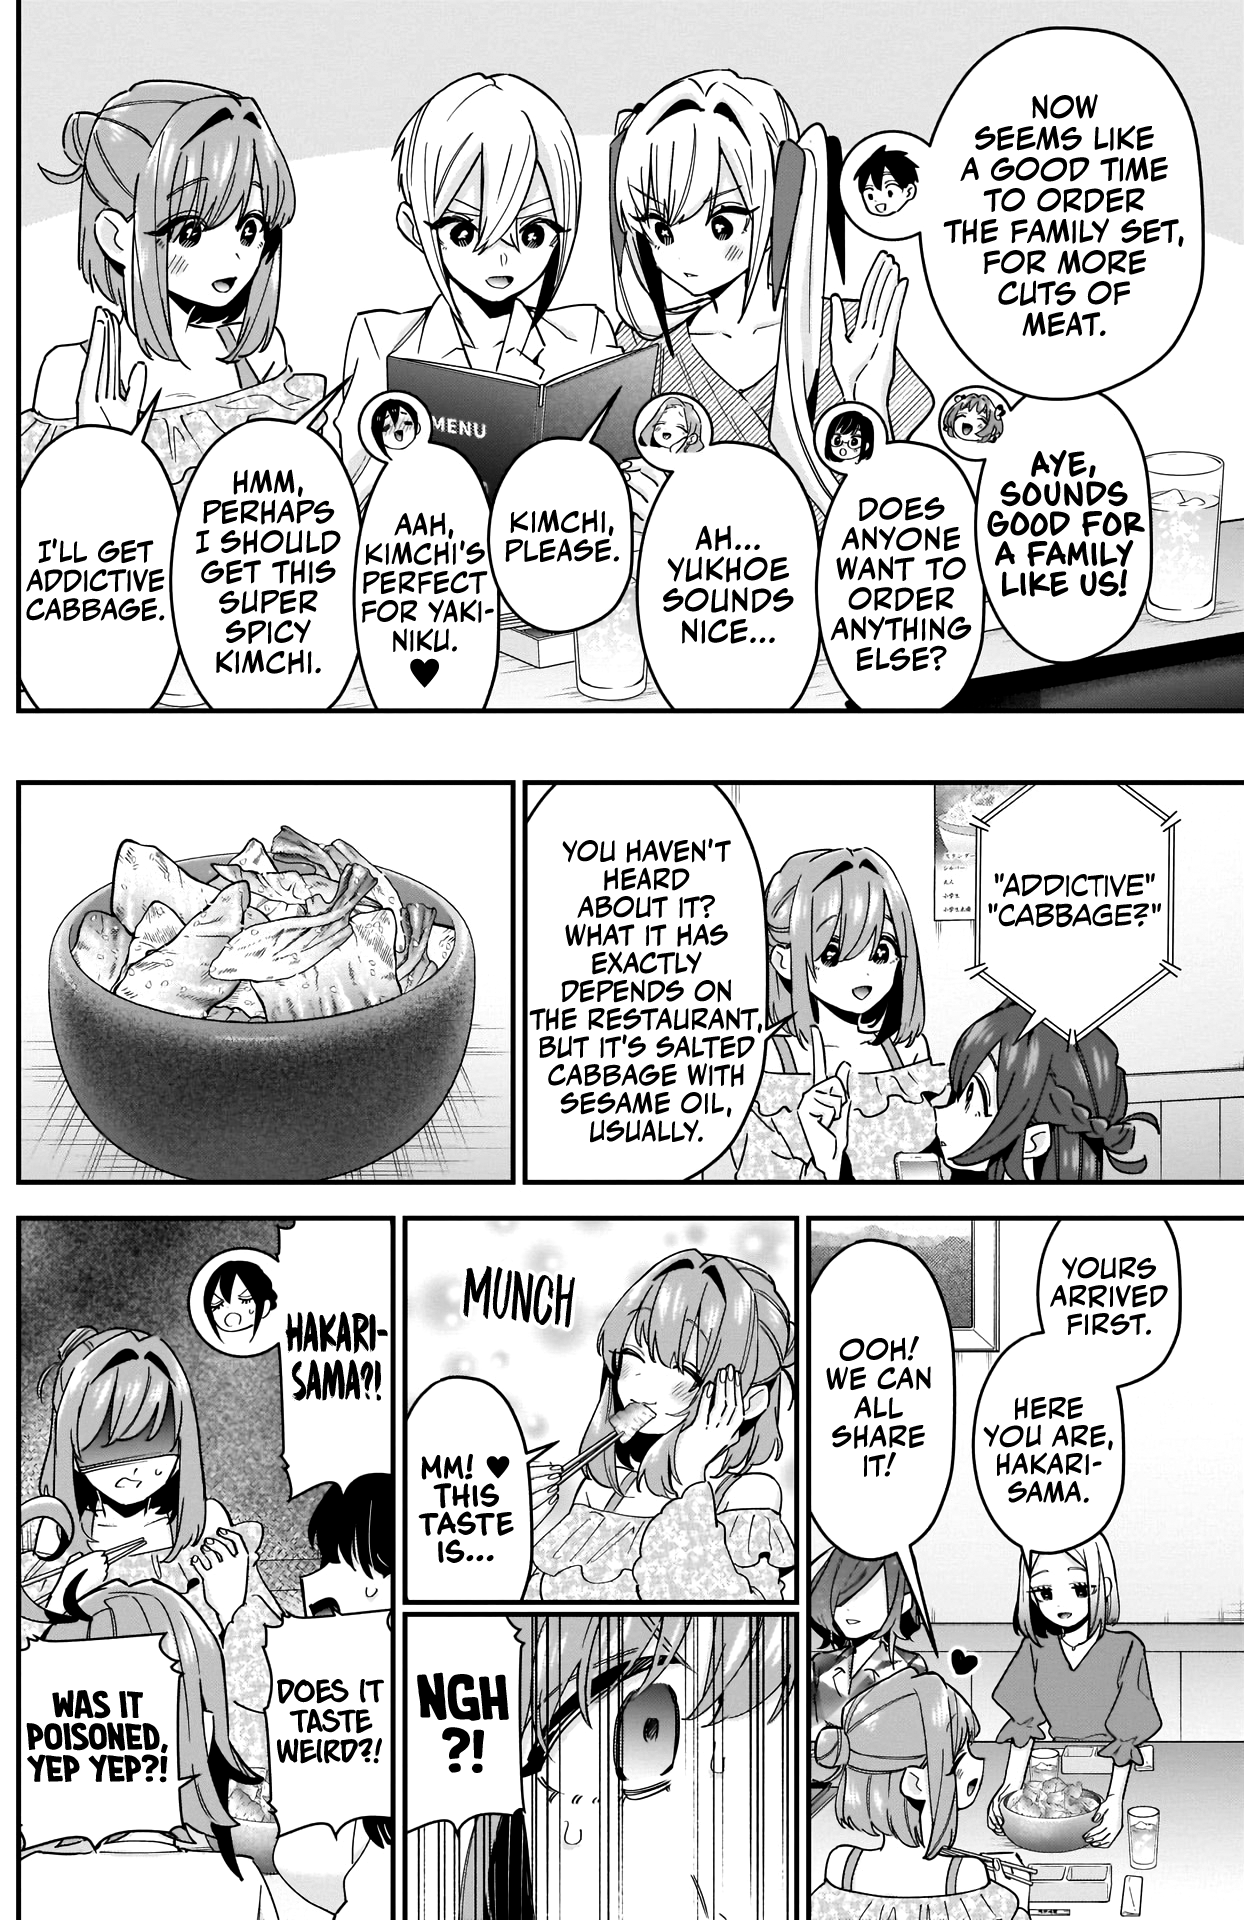 NOW
SEEMS LIKE
A GOOD TIME
TO ORDER
THE FAMILY SET,
FOR MORE
CUTS OF
MEAT.
AYE,
SOUNDS
GOOD FOR
A FAMILY
LIKE US!
DOES
ANYONE
WANT TO
ORDER
ANYTHING
ELSE?
AH...
YUKHOE
SOUNDS
NICE...
KIMCHI,
PLEASE.
MENU
AAH,
KIMCHI'S
PERFECT
FOR YAKI-
NIKU.
♥
HMM,
PERHAPS
I SHOULD
GET THIS
SUPER
SPICY
KIMCHI.
I'LL GET
ADDICTIVE
CABBAGE.
"ADDICTIVE"
"CABBAGE?"
YOU HAVEN'T
HEARD
ABOUT IT?
WHAT IT HAS
EXACTLY
DEPENDS ON
THE RESTAURANT,
BUT IT'S SALTED
CABBAGE WITH
SESAME OIL,
USUALLY.
YOURS
ARRIVED
FIRST.
HERE
YOU ARE,
HAKARI-
SAMA.
OOH!
WE CAN
ALL
SHARE
IT!
MUNCH
MM! ♥
THIS
TASTE
IS...
NGH
?!
HAKARI-
SAMA?!
DOES IT
TASTE
WEIRD?!
WAS IT
POISONED,
YEP YEP?!